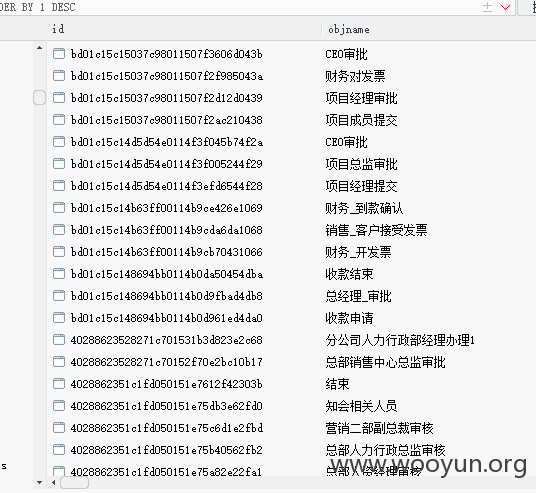 DER BY 1 DESC
id objname
bd01c15c15037c98011507f3606d043b CEO审批
bd01c15c15037c98011507f2f985043a 财务对发票
bd01c15c15037c98011507f2d12d0439 项目经理审批
bd01c15c15037c98011507f2ac210438 项目成员提交
bd01c15c14d5d54e0114f3f045b74f2a CEO审批
bd01c15c14d5d54e0114f3f005244f29 项目总监审批
bd01c15c14d5d54e0114f3efd6544f28 项目经理提交
bd01c15c14b63ff00114b9ce426e1069 财务_到款确认
bd01c15c14b63ff00114b9cda6da1068 销售_客户接受发票
bd01c15c14b63ff00114b9cb70431066 财务_开发票
bd01c15c148694bb0114b0da50454dba 收款结束
bd01c15c148694bb0114b0d9fbad4db8 总经理_审批
bd01c15c148694bb0114b0d961ed4da0 收款申请
40288623528271c701531b3d823e2c68 分公司人力行政部经理办理1
40288623528271c70152f70e2bc10b17 总部销售中心总监审批
4028862351c1fd050151e7612f42303b 结束
4028862351c1fd050151e75db3e62fd0 知会相关人员
4028862351c1fd050151e75c6d1e2fbd 营销二部副总裁审核
4028862351c1fd050151e75b40562fb2 总部人力行政总监审核
s
4028862351c1fd050151e75a82e22fa1
www.wooyun.org